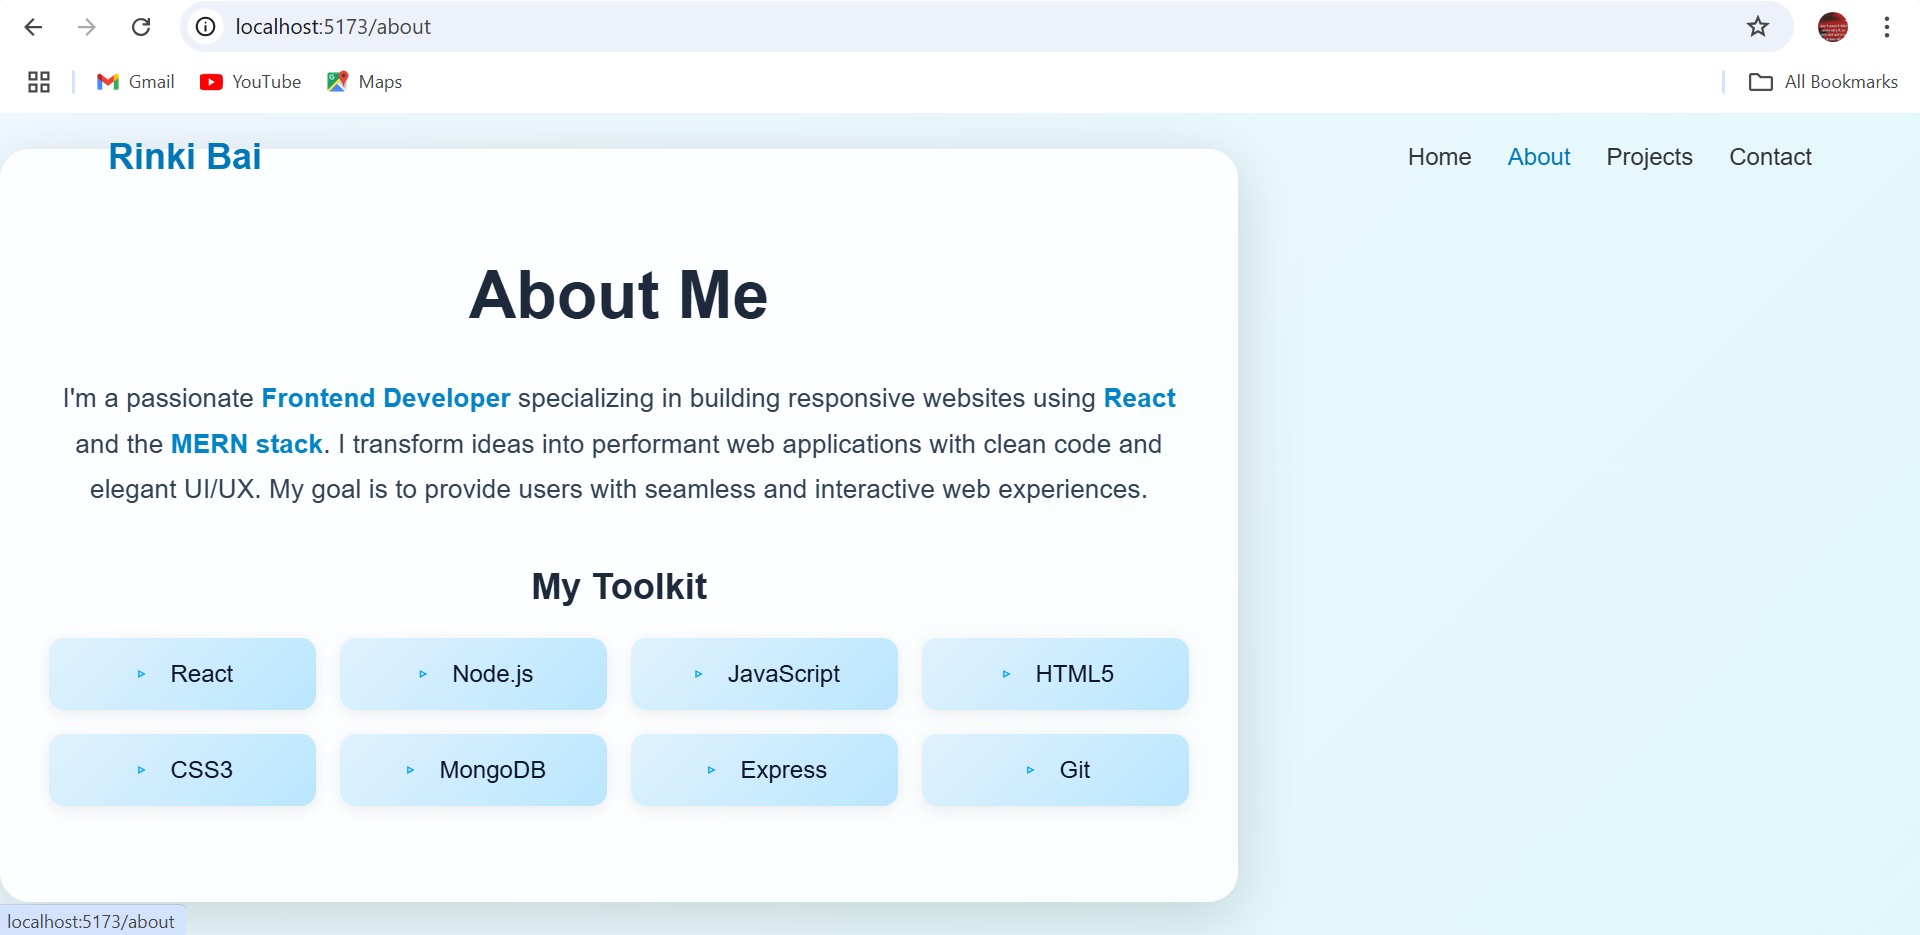 localhost:5173/about
Gmail
YouTube
Maps
All Bookmarks
Rinki Bai
Home
About
Projects
Contact
About Me
I'm a passionate Frontend Developer specializing in building responsive websites using React
and the MERN stack. I transform ideas into performant web applications with clean code and
elegant UI/UX. My goal is to provide users with seamless and interactive web experiences.
My Toolkit
React
Node.js
JavaScript
HTML5
CSS3
MongoDB
Express
Git
localhost:5173/about